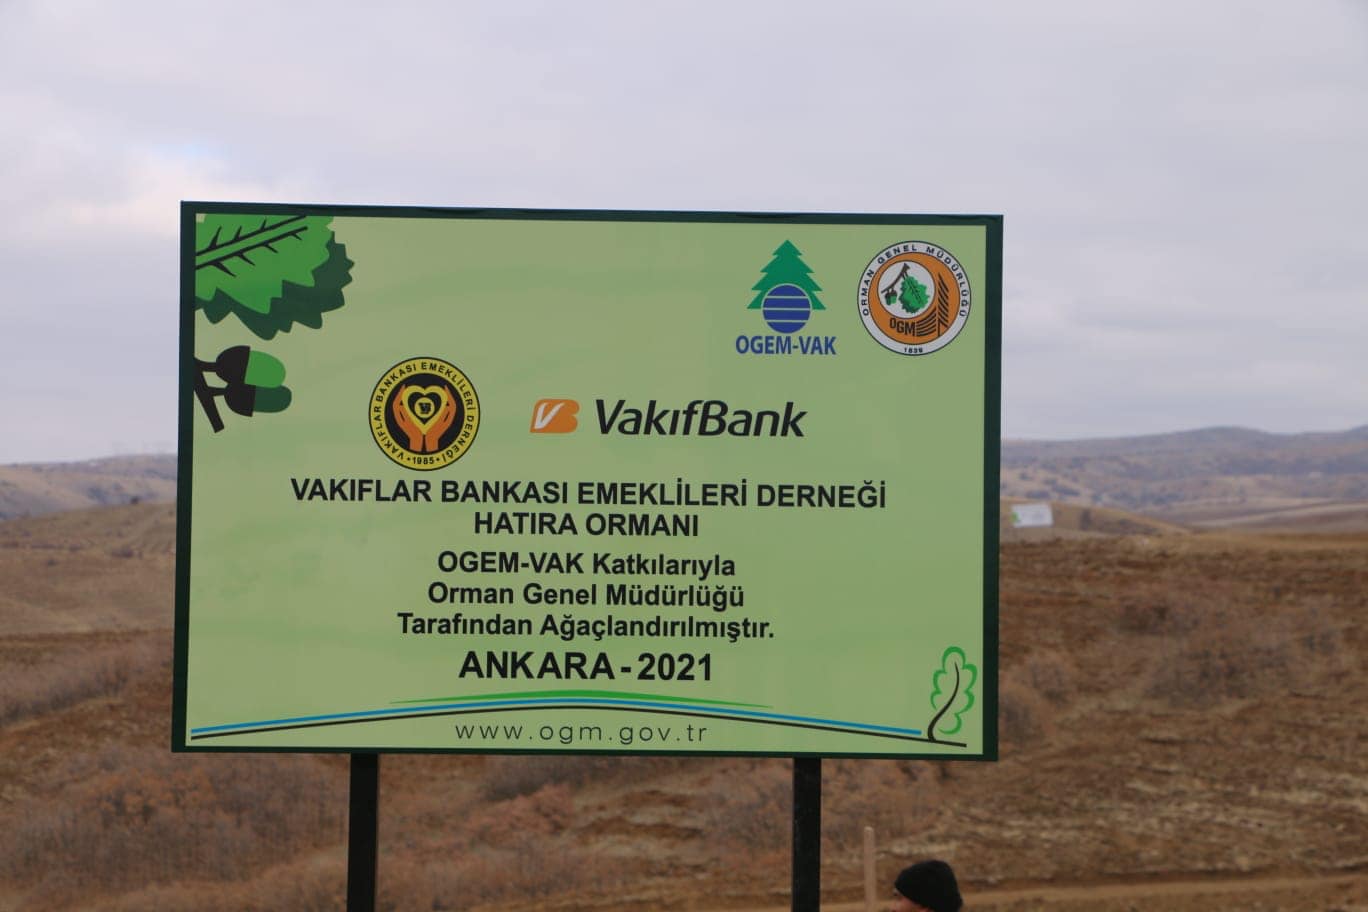 OGEM-VAK
ORMAN GENEL MÜDÜRLÜĞÜ
OGM
1839
VAKIFLAR BANKASI EMEKLİLERİ DERNEĞİ
• 1985 •
VakıfBank
VAKIFLAR BANKASI EMEKLİLERİ DERNEĞİ
HATIRA ORMANI
OGEM-VAK Katkılarıyla
Orman Genel Müdürlüğü
Tarafından Ağaçlandırılmıştır.
ANKARA - 2021
www.ogm.gov.tr